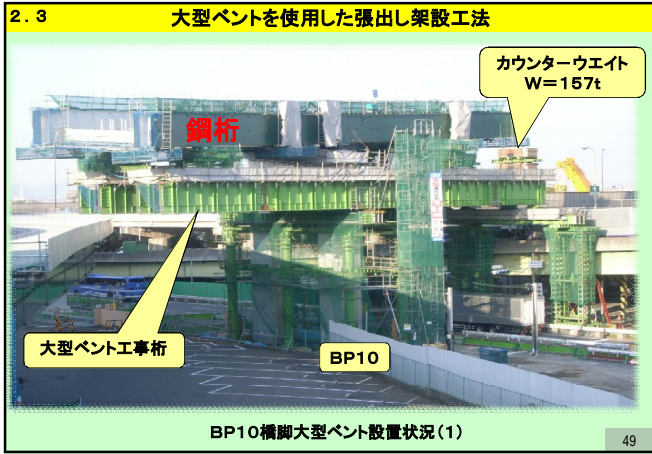 2.3
大型ベントを使用した張出し架設工法
カウンターウエイト
W=157t
鋼桁
大型ベント工事桁
BP10
BP10橋脚大型ベント設置状況(1)
49